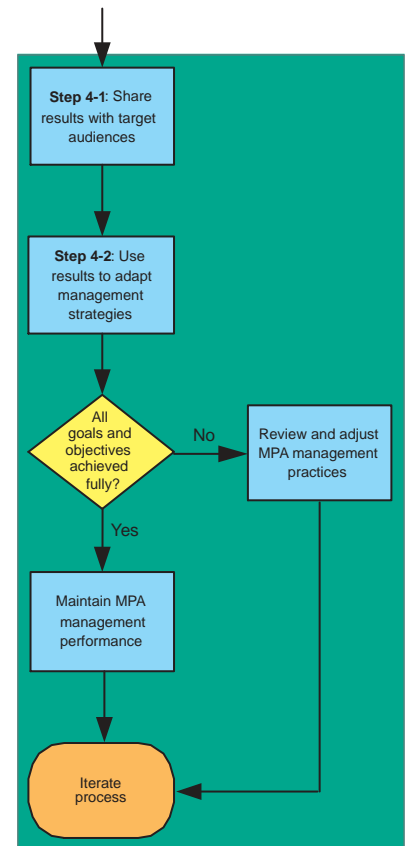 Step 4-1: Share
results with target
audiences
Step 4-2: Use
results to adapt
management
strategies
All
goals and
objectives
achieved
fully?
No
Review and adjust
MPA management
practices
Yes
Maintain MPA
management
performance
Iterate
process